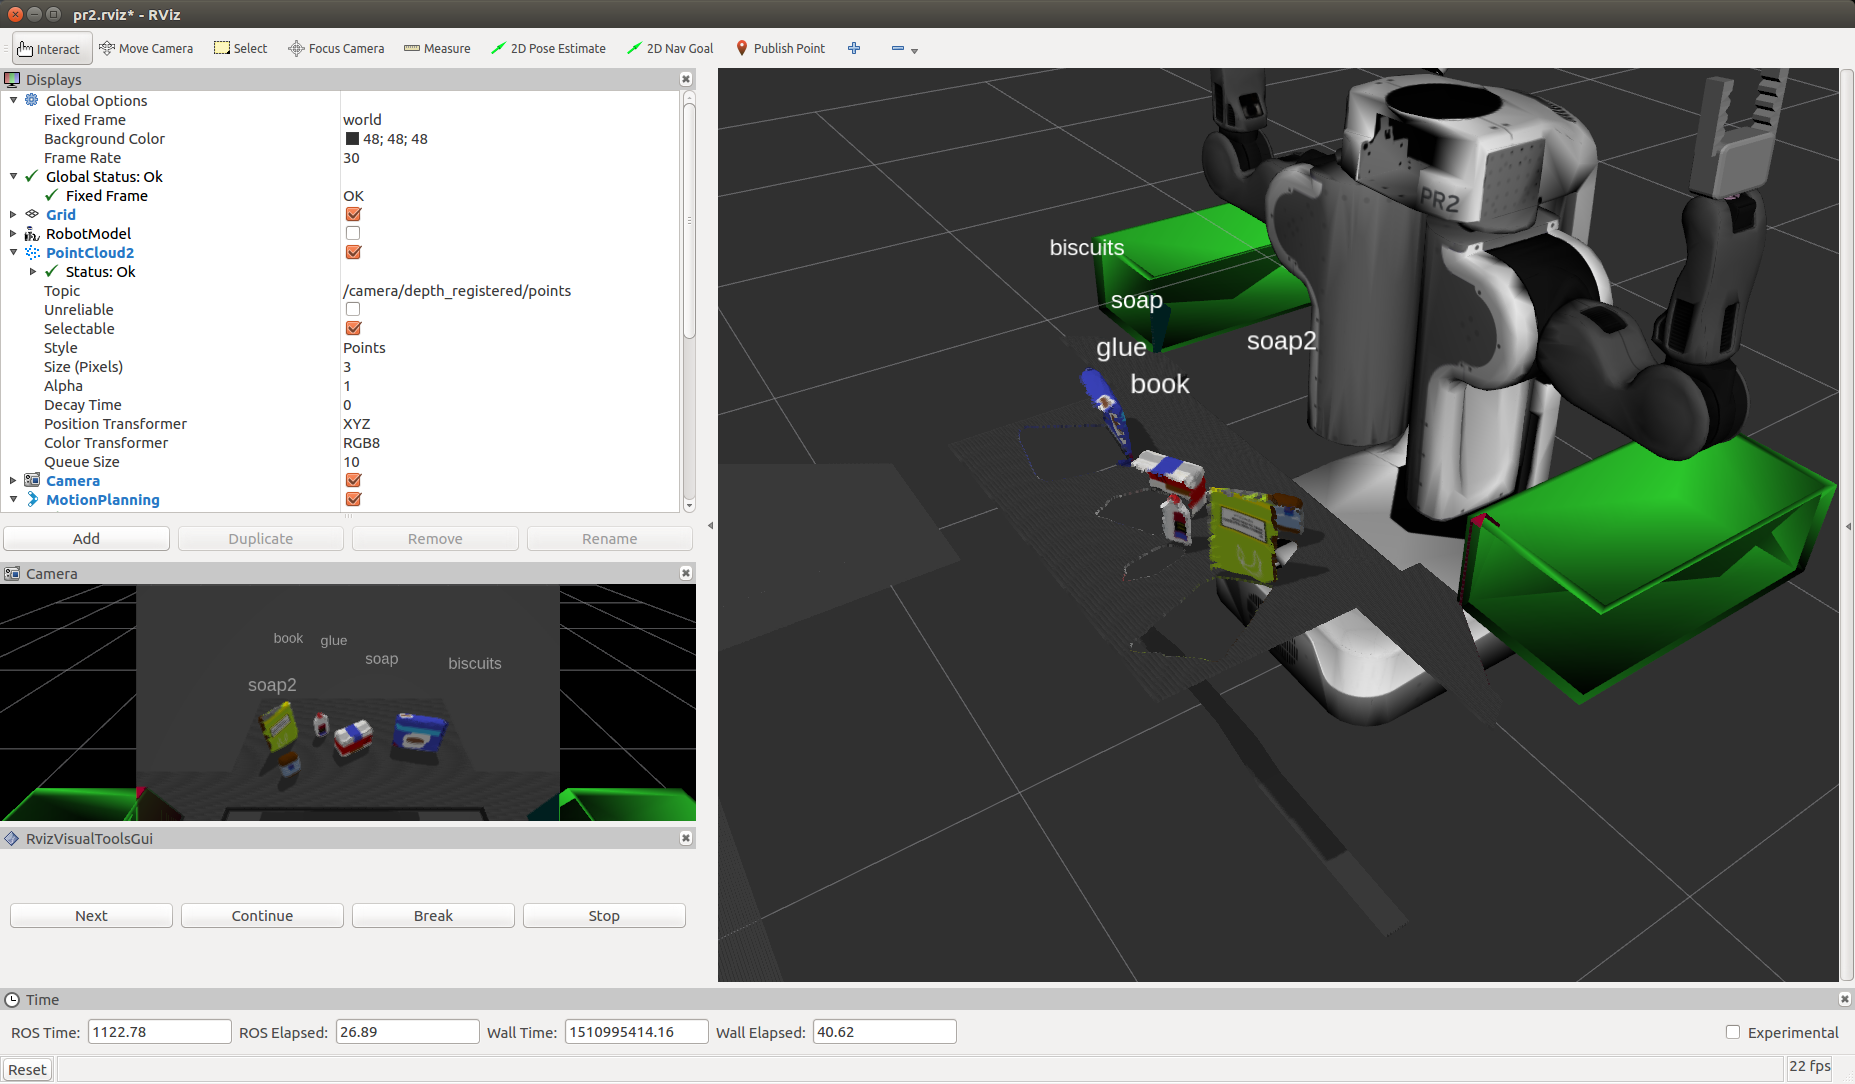 pr2.rviz* - RViz
Interact Move Camera Select Focus Camera Measure 2D Pose Estimate 2D Nav Goal Publish Point
Displays
Global Options
Fixed Frame world
Background Color 48; 48; 48
Frame Rate 30
Global Status: Ok
Fixed Frame OK
Grid
RobotModel
PointCloud2
Status: Ok
Topic /camera/depth_registered/points
Unreliable
Selectable
Style Points
Size (Pixels) 3
Alpha 1
Decay Time 0
Position Transformer XYZ
Color Transformer RGB8
Queue Size 10
Camera
MotionPlanning
Add Duplicate Remove Rename
Camera
book glue
soap biscuits
soap2
RvizVisualToolsGui
Next Continue Break Stop
PR2
biscuits
soap
glue soap2
book
Time
ROS Time: 1122.78 ROS Elapsed: 26.89 Wall Time: 1510995414.16 Wall Elapsed: 40.62 Experimental
Reset 22 fps